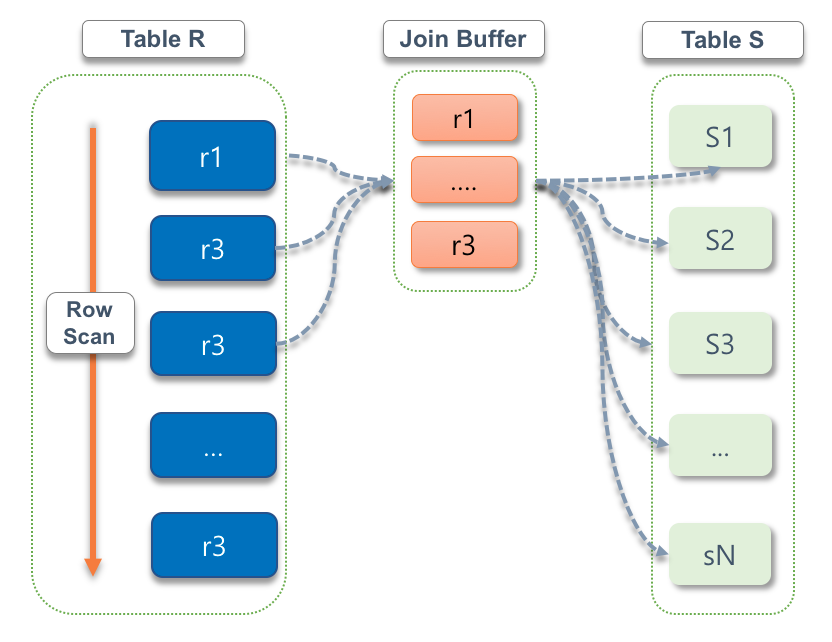 Table R
Join Buffer
Table S
r1
r3
r3
...
r3
Row
Scan
r1
....
r3
S1
S2
S3
...
sN